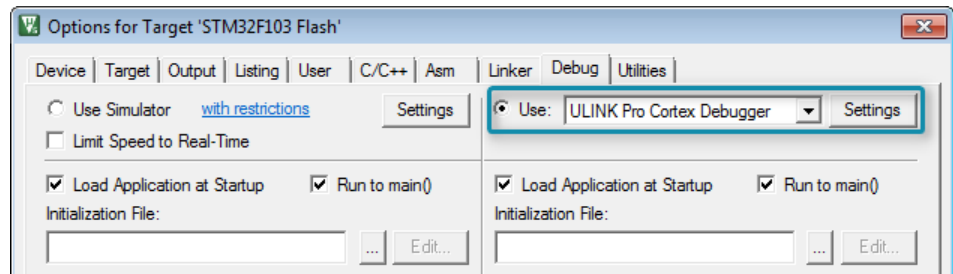 Options for Target 'STM32F103 Flash'
Device Target Output Listing User C/C++ Asm Linker Debug Utilities
Use Simulator with restrictions Settings
Limit Speed to Real-Time
Use: ULINK Pro Cortex Debugger Settings
Load Application at Startup Run to main()
Initialization File:
... Edit...
Load Application at Startup Run to main()
Initialization File:
... Edit...